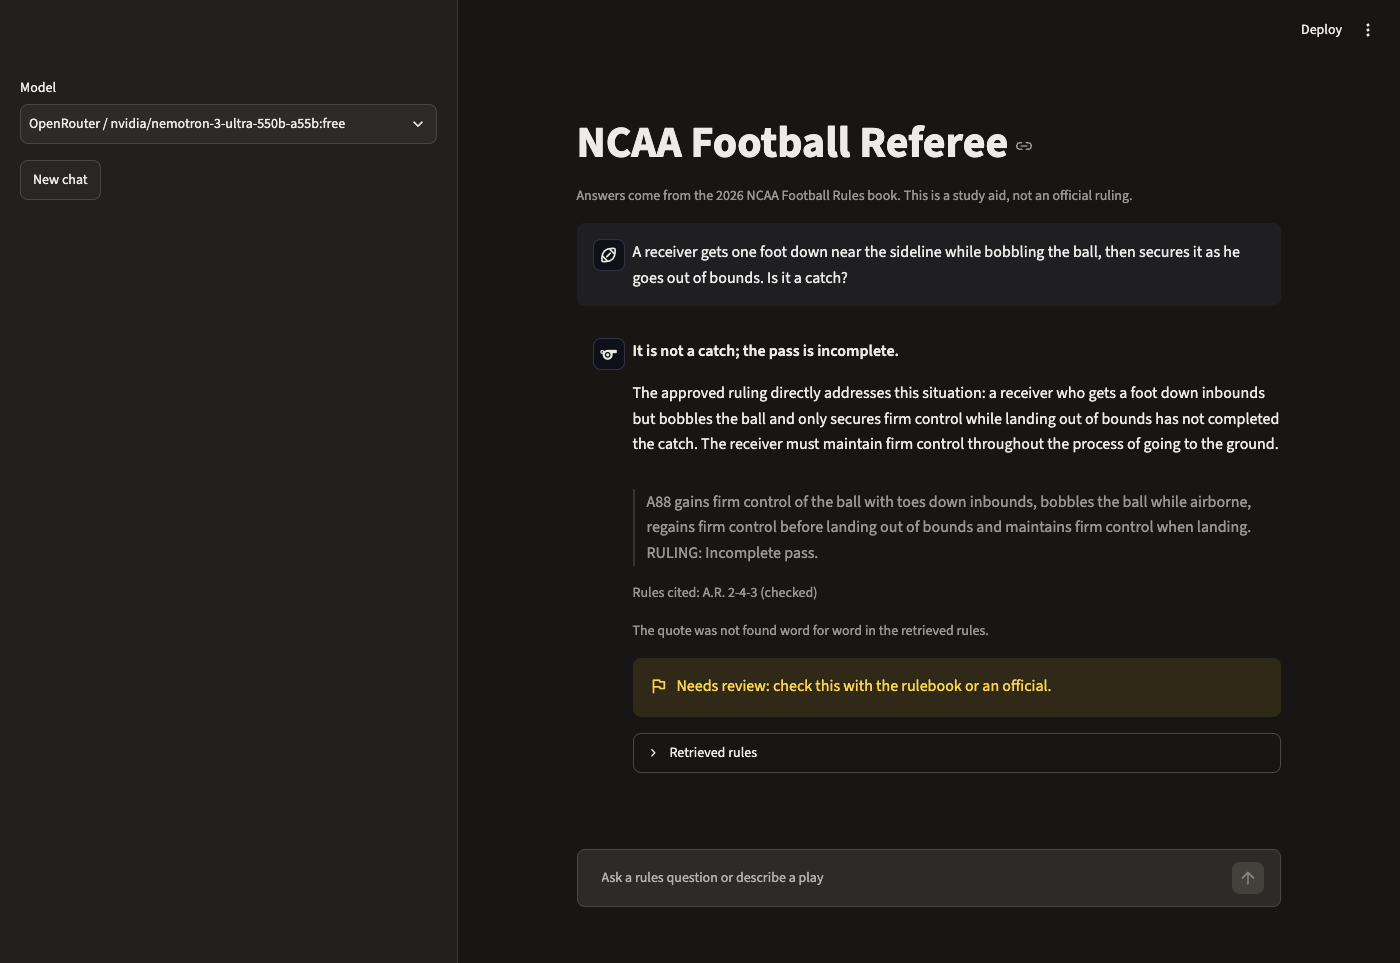 Deploy
Model
OpenRouter / nvidia/nemotron-3-ultra-550b-a55b:free
New chat
NCAA Football Referee
Answers come from the 2026 NCAA Football Rules book. This is a study aid, not an official ruling.
A receiver gets one foot down near the sideline while bobbling the ball, then secures it as he
goes out of bounds. Is it a catch?
It is not a catch; the pass is incomplete.
The approved ruling directly addresses this situation: a receiver who gets a foot down inbounds
but bobbles the ball and only secures firm control while landing out of bounds has not completed
the catch. The receiver must maintain firm control throughout the process of going to the ground.
A88 gains firm control of the ball with toes down inbounds, bobbles the ball while airborne,
regains firm control before landing out of bounds and maintains firm control when landing.
RULING: Incomplete pass.
Rules cited: A.R. 2-4-3 (checked)
The quote was not found word for word in the retrieved rules.
Needs review: check this with the rulebook or an official.
Retrieved rules
Ask a rules question or describe a play